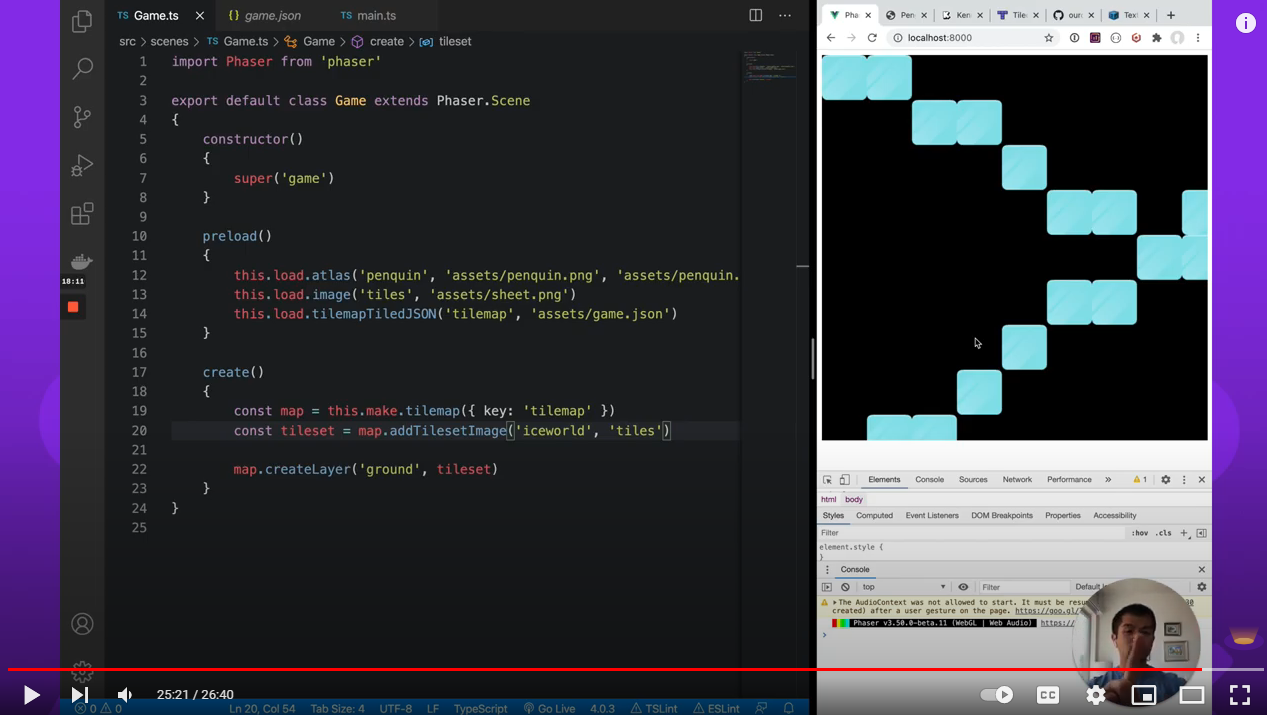 TS Game.ts
{} game.json
TS main.ts
src > scenes > TS Game.ts > Game > create > tileset
1 import Phaser from 'phaser'
2
3 export default class Game extends Phaser.Scene
4 {
5 constructor()
6 {
7 super('game')
8 }
9
10 preload()
11 {
12 this.load.atlas('penquin', 'assets/penquin.png', 'assets/penquin.
13 this.load.image('tiles', 'assets/sheet.png')
14 this.load.tilemapTiledJSON('tilemap', 'assets/game.json')
15 }
16
17 create()
18 {
19 const map = this.make.tilemap({ key: 'tilemap' })
20 const tileset = map.addTilesetImage('iceworld', 'tiles')
21
22 map.createLayer('ground', tileset)
23 }
24 }
25
18:11
Pha
Pen
Ken
Tile
outr
Text
localhost:8000
Elements Console Sources Network Performance » 1
html body
Styles Computed Event Listeners DOM Breakpoints Properties Accessibility
Filter :hov .cls
element.style {
}
Console
top Filter
The AudioContext was not allowed to start. It must be
created) after a user gesture on the page. https://goo.gl/
Phaser v3.50.0-beta.11 (WebGL | Web Audio) https://
25:21 / 26:40
CC
0 0 Ln 20, Col 54 Tab Size: 4 UTF-8 LF TypeScript Go Live 4.0.3 TSLint ESLint